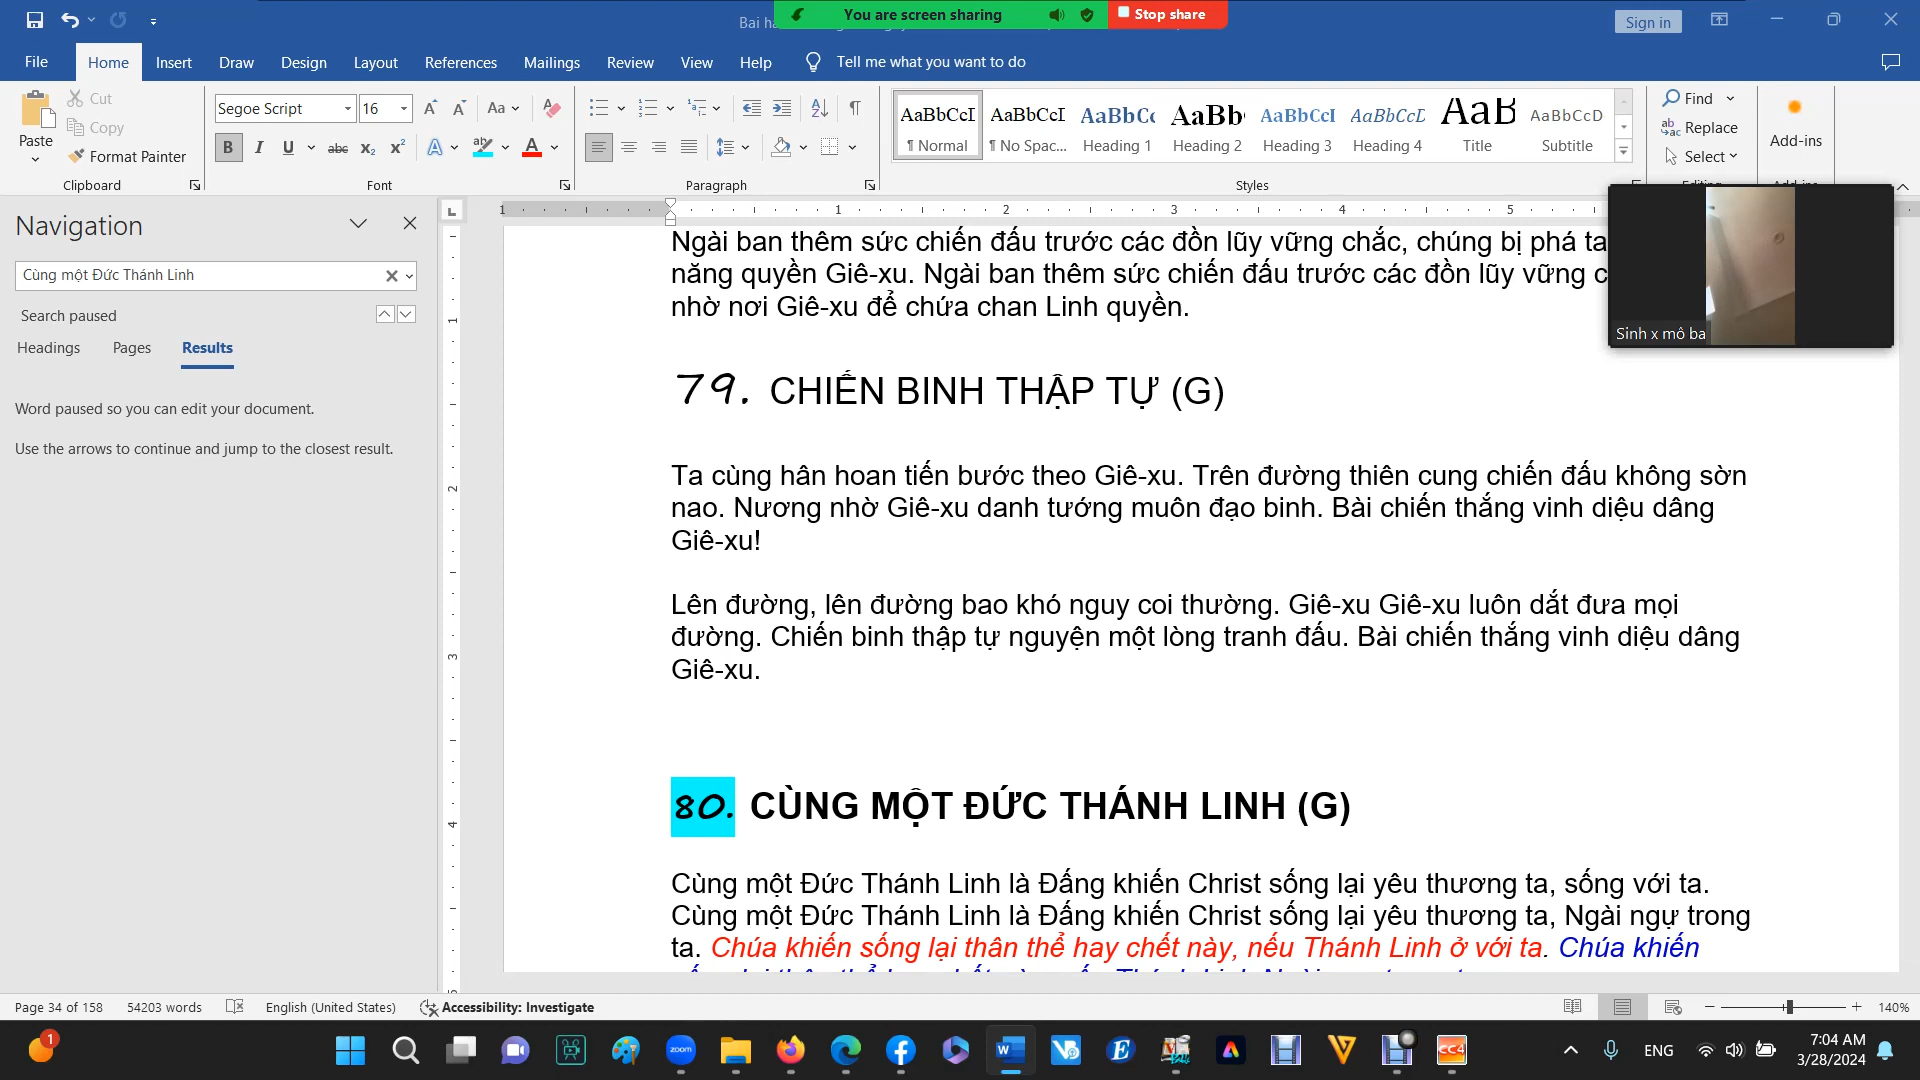 Bai ha
You are screen sharing
Stop share
Sign in
File
Home
Insert
Draw
Design
Layout
References
Mailings
Review
View
Help
Tell me what you want to do
Paste
Cut
Copy
Format Painter
Clipboard
Segoe Script
16
Font
Paragraph
AaBbCcI
¶ Normal
AaBbCcI
¶ No Spac...
AaBbCc
Heading 1
AaBb
Heading 2
AaBbCcI
Heading 3
AaBbCcD
Heading 4
AaB
Title
AaBbCcD
Subtitle
Styles
Find
Replace
Select
Add-ins
Navigation
Cùng một Đức Thánh Linh
Search paused
Headings
Pages
Results
Word paused so you can edit your document.
Use the arrows to continue and jump to the closest result.
Sinh x mô ba
Ngài ban thêm sức chiến đấu trước các đồn lũy vững chắc, chúng bị phá ta
năng quyền Giê-xu. Ngài ban thêm sức chiến đấu trước các đồn lũy vững c
nhờ nơi Giê-xu để chứa chan Linh quyền.
79. CHIẾN BINH THẬP TỰ (G)
Ta cùng hân hoan tiến bước theo Giê-xu. Trên đường thiên cung chiến đấu không sờn
nao. Nương nhờ Giê-xu danh tướng muôn đạo binh. Bài chiến thắng vinh diệu dâng
Giê-xu!
Lên đường, lên đường bao khó nguy coi thường. Giê-xu Giê-xu luôn dắt đưa mọi
đường. Chiến binh thập tự nguyện một lòng tranh đấu. Bài chiến thắng vinh diệu dâng
Giê-xu.
80. CÙNG MỘT ĐỨC THÁNH LINH (G)
Cùng một Đức Thánh Linh là Đấng khiến Christ sống lại yêu thương ta, sống với ta.
Cùng một Đức Thánh Linh là Đấng khiến Christ sống lại yêu thương ta, Ngài ngự trong
ta. Chúa khiến sống lại thân thể hay chết này, nếu Thánh Linh ở với ta. Chúa khiến
Page 34 of 158
54203 words
English (United States)
Accessibility: Investigate
140%
ENG
7:04 AM
3/28/2024